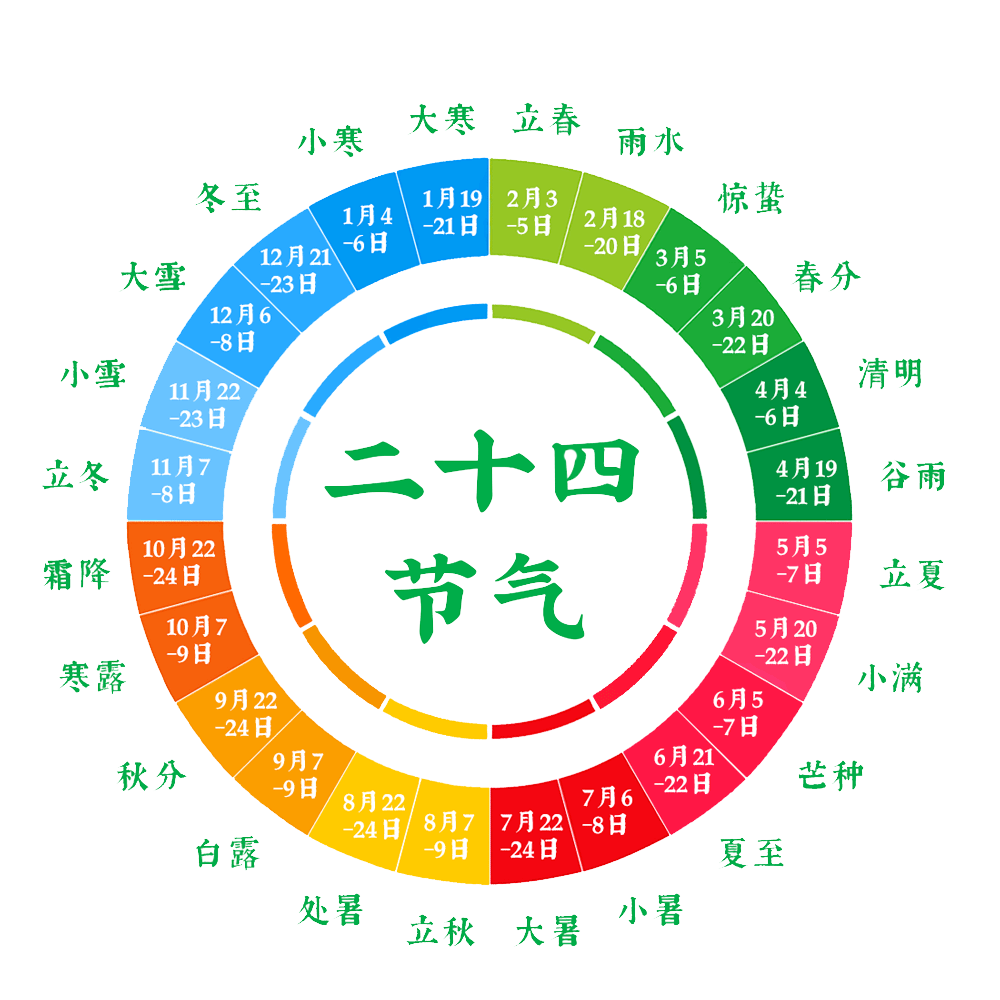 二十四
节气
立春
2月3
-5日
雨水
2月18
-20日
惊蛰
3月5
-6日
春分
3月20
-22日
清明
4月4
-6日
谷雨
4月19
-21日
立夏
5月5
-7日
小满
5月20
-22日
芒种
6月5
-7日
夏至
6月21
-22日
小暑
7月6
-8日
大暑
7月22
-24日
立秋
8月7
-9日
处暑
8月22
-24日
白露
9月7
-9日
秋分
9月22
-24日
寒露
10月7
-9日
霜降
10月22
-24日
立冬
11月7
-8日
小雪
11月22
-23日
大雪
12月6
-8日
冬至
12月21
-23日
小寒
1月4
-6日
大寒
1月19
-21日